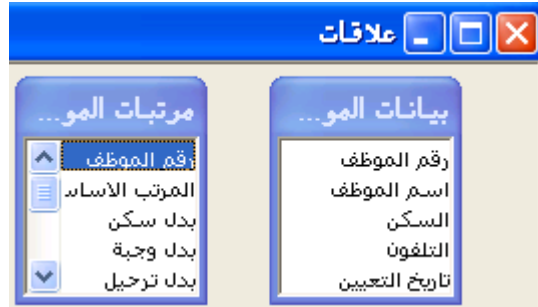 علاقات
بيانات المو...
رقم الموظف
اسم الموظف
السكن
التلفون
تاريخ التعيين
مرتبات المو...
رقم الموظف
المرتب الاساس
بدل سكن
بدل وجبة
بدل ترحيل